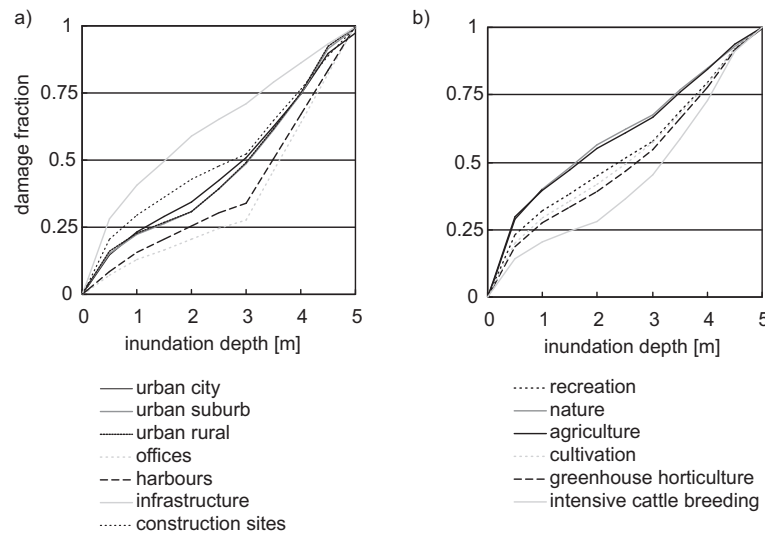 a)
damage fraction
1
0.75
0.5
0.25
0
0 1 2 3 4 5
inundation depth [m]
urban city
urban suburb
urban rural
offices
harbours
infrastructure
construction sites
b)
1
0.75
0.5
0.25
0
0 1 2 3 4 5
inundation depth [m]
recreation
nature
agriculture
cultivation
greenhouse horticulture
intensive cattle breeding